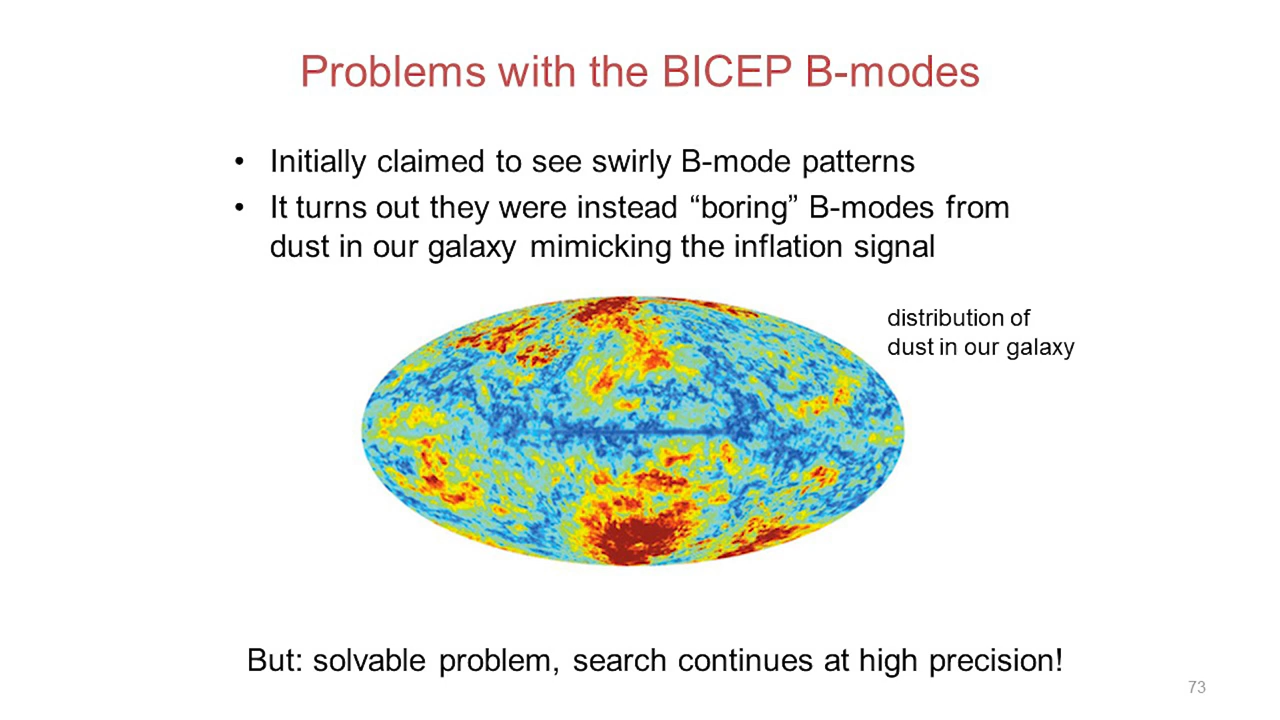 Problems with the BICEP B-modes
• Initially claimed to see swirly B-mode patterns
• It turns out they were instead “boring” B-modes from
dust in our galaxy mimicking the inflation signal
distribution of
dust in our galaxy
But: solvable problem, search continues at high precision!
73